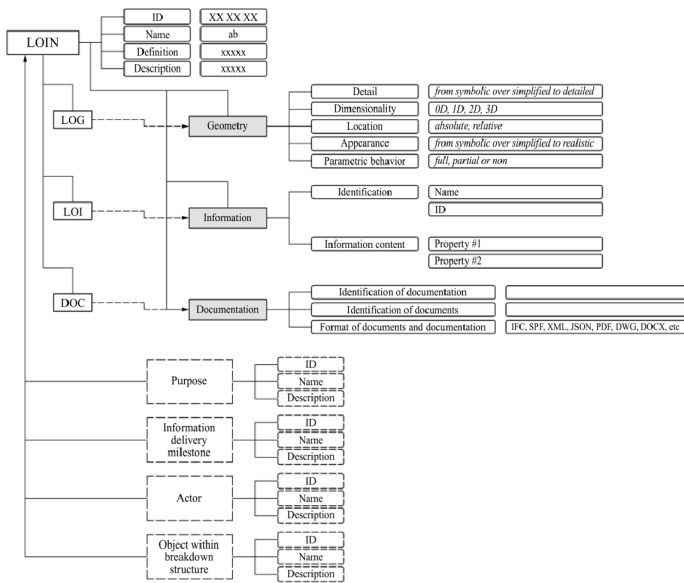 ID XX XX XX
LOIN
Name ab
Definition xxxxx
Description xxxxx
LOG
Geometry
Detail from symbolic over simplified to detailed
Dimensionality 0D, 1D, 2D, 3D
Location absolute, relative
Appearance from symbolic over simplified to realistic
Parametric behavior full, partial or non
LOI
Information
Identification Name
ID
Information content Property #1
Property #2
DOC
Documentation
Identification of documentation
Identification of documents
Format of documents and documentation IFC, SPF, XML, JSON, PDF, DWG, DOCX, etc
Purpose
ID
Name
Description
Information
delivery
milestone
ID
Name
Description
Actor
ID
Name
Description
Object within
breakdown
structure
ID
Name
Description